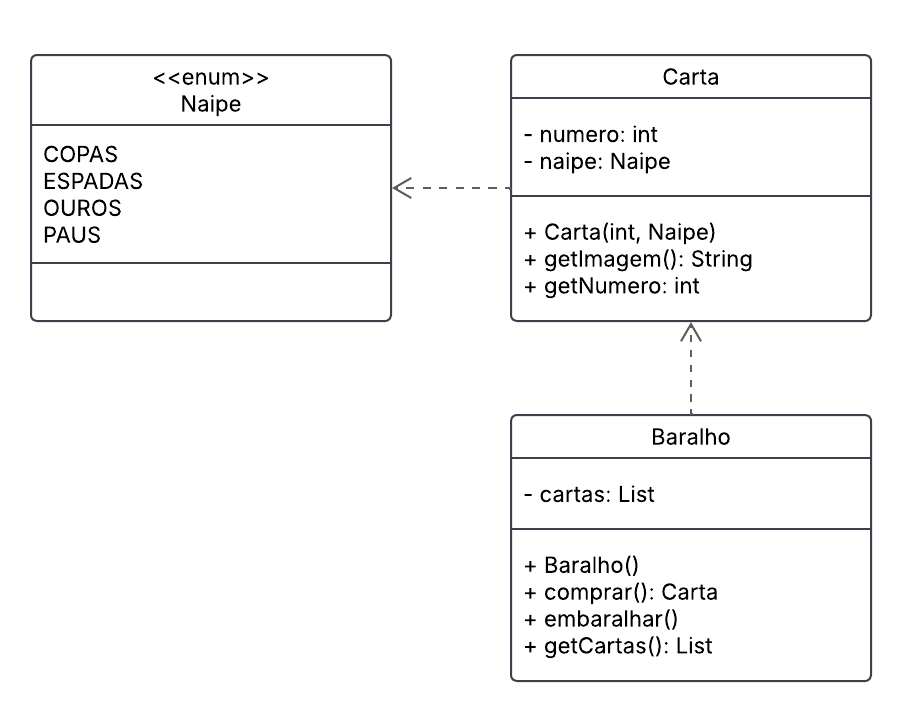 <<enum>>
Naipe
COPAS
ESPADAS
OUROS
PAUS
Carta
- numero: int
- naipe: Naipe
+ Carta(int, Naipe)
+ getImagem(): String
+ getNumero: int
Baralho
- cartas: List
+ Baralho()
+ comprar(): Carta
+ embaralhar()
+ getCartas(): List